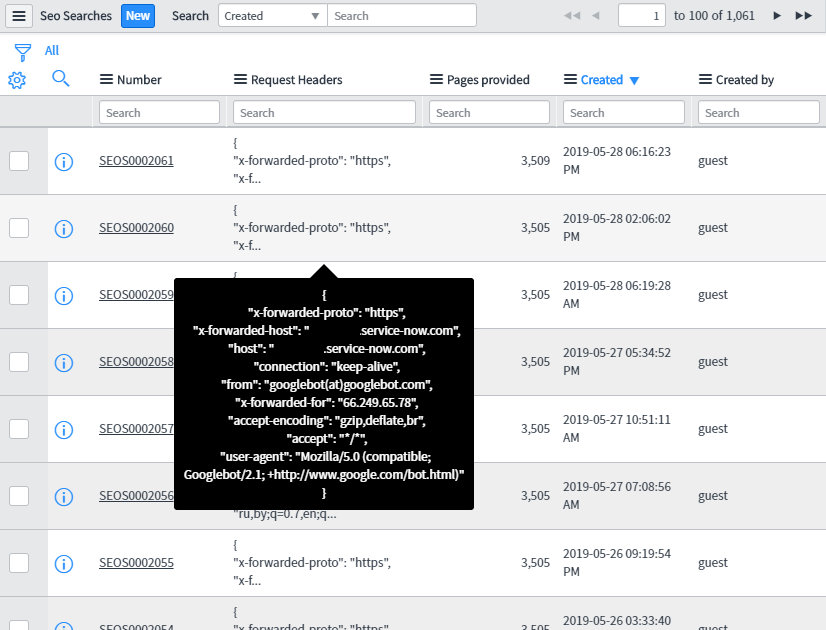 Seo Searches New Search Created Search 1 to 100 of 1,061
All
Number Request Headers Pages provided Created Created by
Search Search Search Search Search
SEOS0002061 { "x-forwarded-proto": "https", "x-f... 3,509 2019-05-28 06:16:23 PM guest
SEOS0002060 { "x-forwarded-proto": "https", "x-f... 3,505 2019-05-28 02:06:02 PM guest
SEOS0002059 { 3,505 2019-05-28 06:19:28 AM guest
{
"x-forwarded-proto": "https",
"x-forwarded-host": " .service-now.com",
"host": " .service-now.com",
"connection": "keep-alive",
"from": "googlebot(at)googlebot.com",
"x-forwarded-for": "66.249.65.78",
"accept-encoding": "gzip,deflate,br",
"accept": "*/*",
"user-agent": "Mozilla/5.0 (compatible;
Googlebot/2.1; +http://www.google.com/bot.html)"
}
SEOS0002058 3,505 2019-05-27 05:34:52 PM guest
SEOS0002057 3,505 2019-05-27 10:51:11 AM guest
SEOS0002056 "ru,by;q=0.7,en;q... 3,505 2019-05-27 07:08:56 AM guest
SEOS0002055 { "x-forwarded-proto": "https", "x-f... 3,505 2019-05-26 09:19:54 PM guest
SEOS0002054 { "x-forwarded-proto": "https", 3,505 2019-05-26 03:33:40 guest